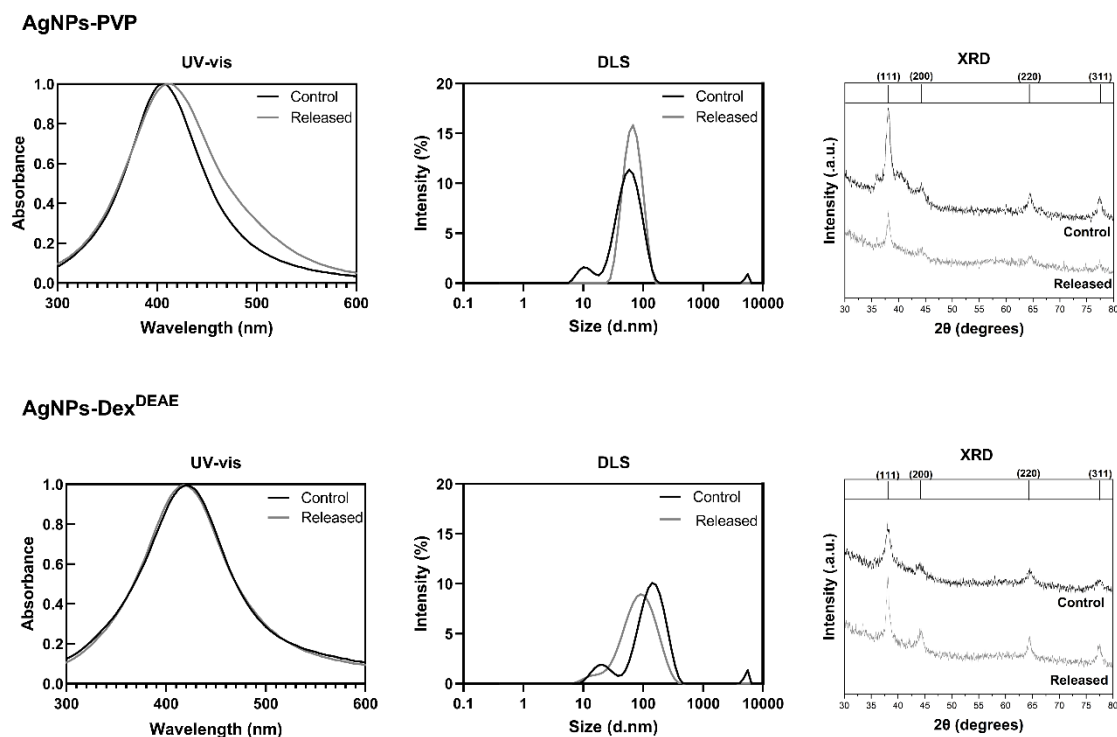 AgNPs-PVP
UV-vis
Absorbance
1.0
0.8
0.6
0.4
0.2
0.0
300
400
500
600
Wavelength (nm)
Control
Released
DLS
Intensity (%)
20
15
10
5
0
0.1
1
10
100
1000
10000
Size (d.nm)
Control
Released
XRD
(111)
(200)
(220)
(311)
Intensity (.a.u.)
Control
Released
30
35
40
45
50
55
60
65
70
75
80
2θ (degrees)
AgNPs-Dex^DEAE
UV-vis
Absorbance
1.0
0.8
0.6
0.4
0.2
0.0
300
400
500
600
Wavelength (nm)
Control
Released
DLS
Intensity (%)
20
15
10
5
0
0.1
1
10
100
1000
10000
Size (d.nm)
Control
Released
XRD
(111)
(200)
(220)
(311)
Intensity (.a.u.)
Control
Released
30
35
40
45
50
55
60
65
70
75
80
2θ (degrees)